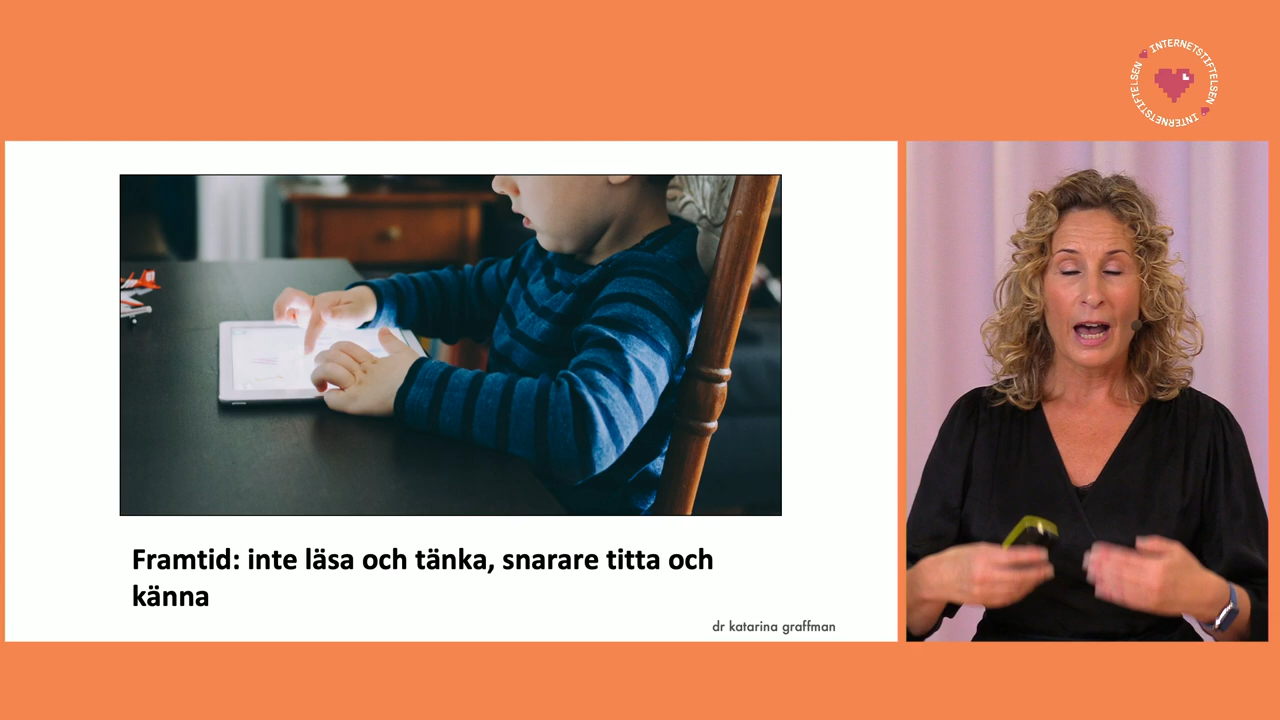 INTERNETSTIFTELSEN INTERNETSTIFTELSEN
Framtid: inte läsa och tänka, snarare titta och
känna
dr katarina graffman